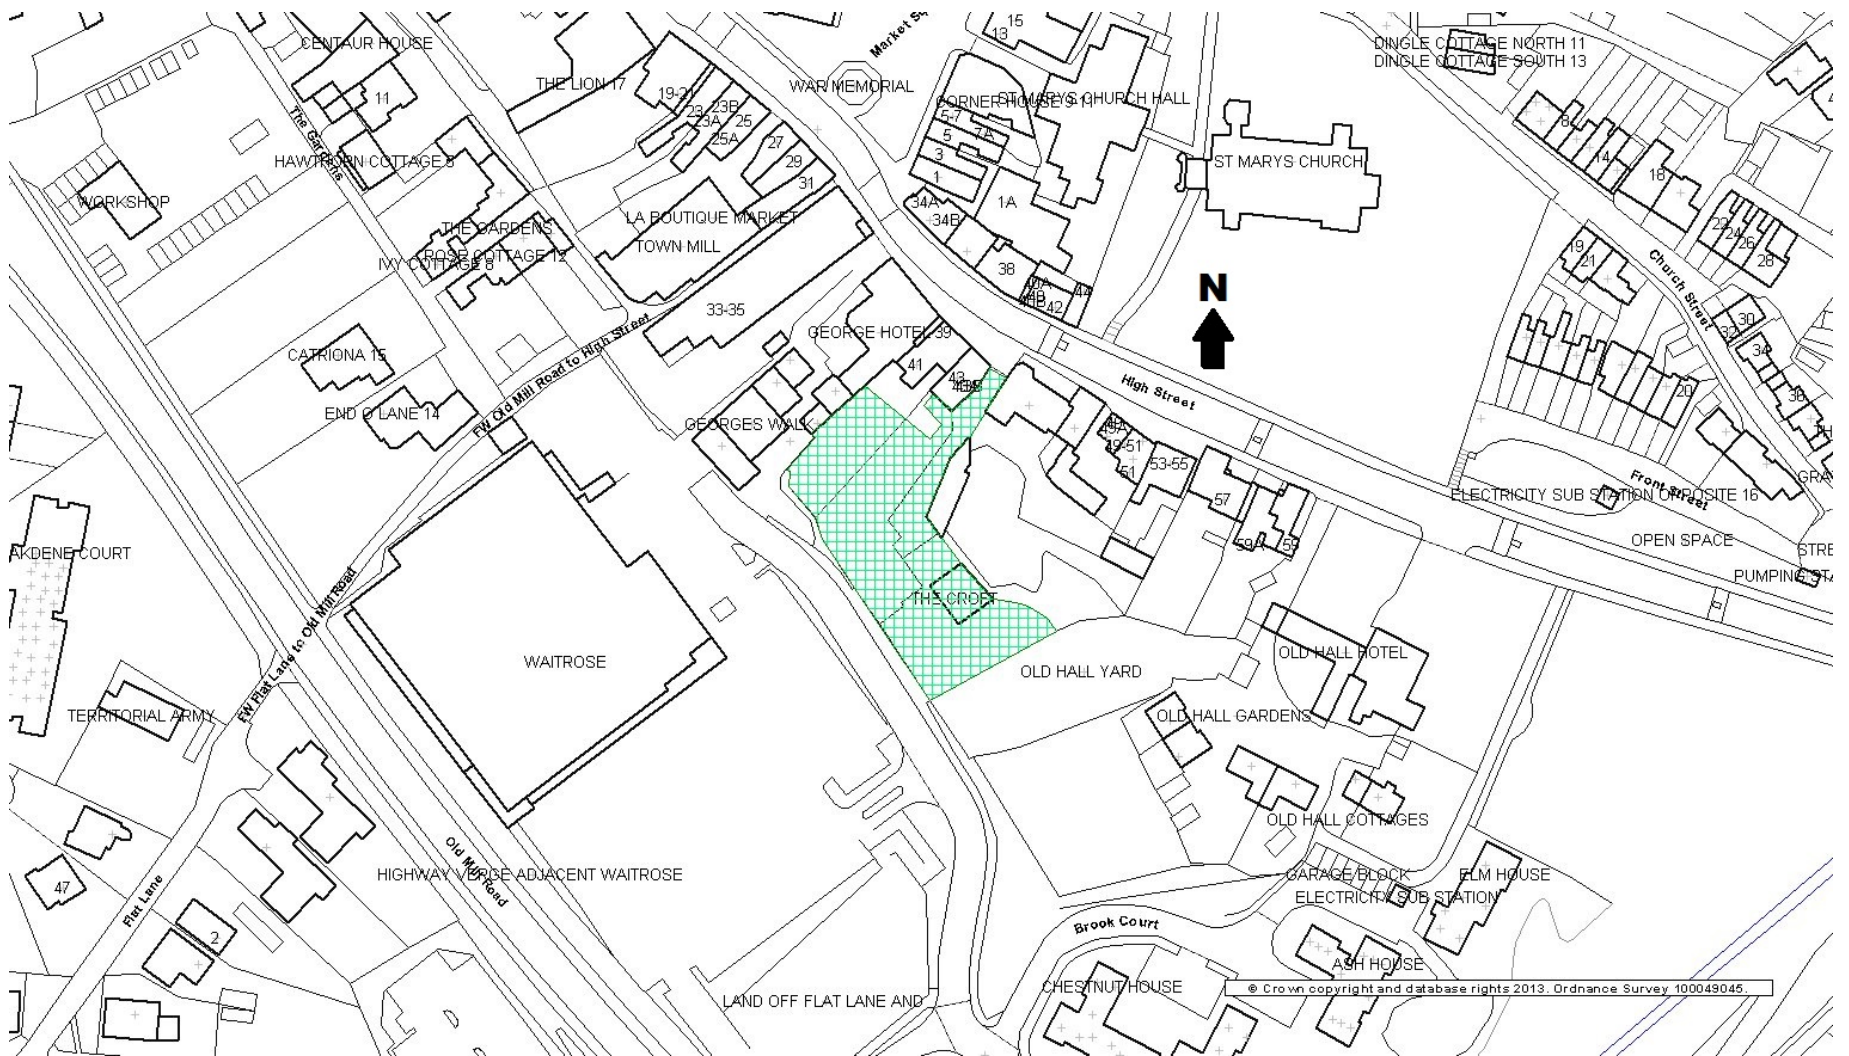 Market Sq
15
13
DINGLE COTTAGE NORTH 11
DINGLE COTTAGE SOUTH 13
CENTAUR HOUSE
THE LION 17
WAR MEMORIAL
11
19-21
23
23A
23B
25
25A
CORNER HOUSE 9-11
ST MARYS CHURCH HALL
5-7
7A
5
3
1
27
29
31
8
14
18
The Gardens
HAWTHORN COTTAGE 5
ST MARYS CHURCH
WORKSHOP
34A
34B
1A
LA BOUTIQUE MARKET
TOWN MILL
THE GARDENS
ROSE COTTAGE 12
IVY COTTAGE 8
22
24
26
28
19
21
Church Street
38
42
44
N
33-35
30
32
34
36
GEORGE HOTEL 39
CATRIONA 15
FW Old Mill Road to High Street
41
43
High Street
20
END O LANE 14
GEORGES WALK
49A
49-51
51
53-55
57
Front Street
ELECTRICITY SUB STATION OPPOSITE 16
59A
59
OPEN SPACE
AKDENE COURT
STRE
PUMPING STA
THE CROFT
FW Flat Lane to Old Mill Road
WAITROSE
OLD HALL YARD
OLD HALL HOTEL
TERRITORIAL ARMY
OLD HALL GARDENS
OLD HALL COTTAGES
Old Mill Road
HIGHWAY VERGE ADJACENT WAITROSE
47
Flat Lane
2
GARAGE BLOCK
ELM HOUSE
ELECTRICITY SUB STATION
Brook Court
ASH HOUSE
CHESTNUT HOUSE
LAND OFF FLAT LANE AND
© Crown copyright and database rights 2013. Ordnance Survey 100049045.